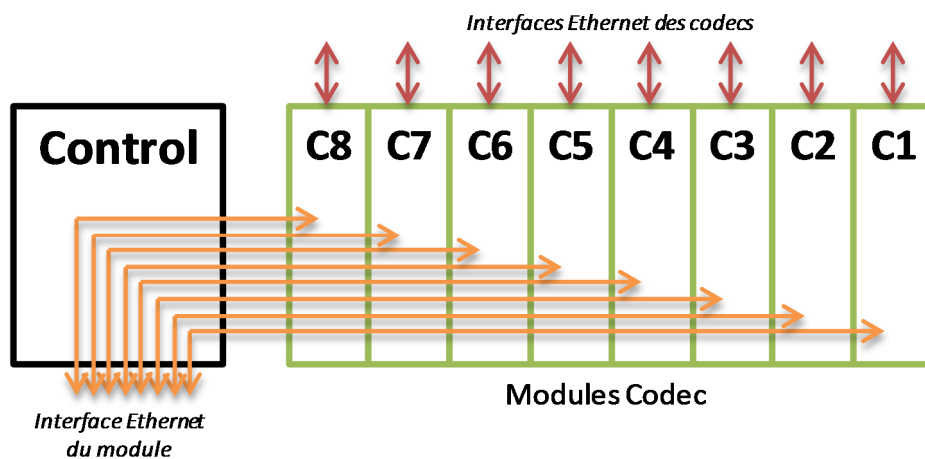 Interfaces Ethernet des codecs
Control
C8 C7 C6 C5 C4 C3 C2 C1
Modules Codec
Interface Ethernet
du module